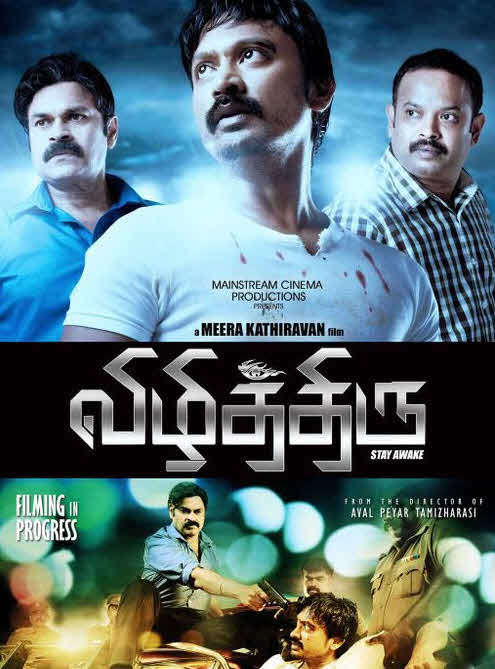 MAINSTREAM CINEMA
PRODUCTIONS
PRESENTS
a MEERA KATHIRAVAN film
விழித்திரு
STAY AWAKE
FILMING IN
PROGRESS
FROM THE DIRECTOR OF
AVAL PEYAR TAMIZHARASI